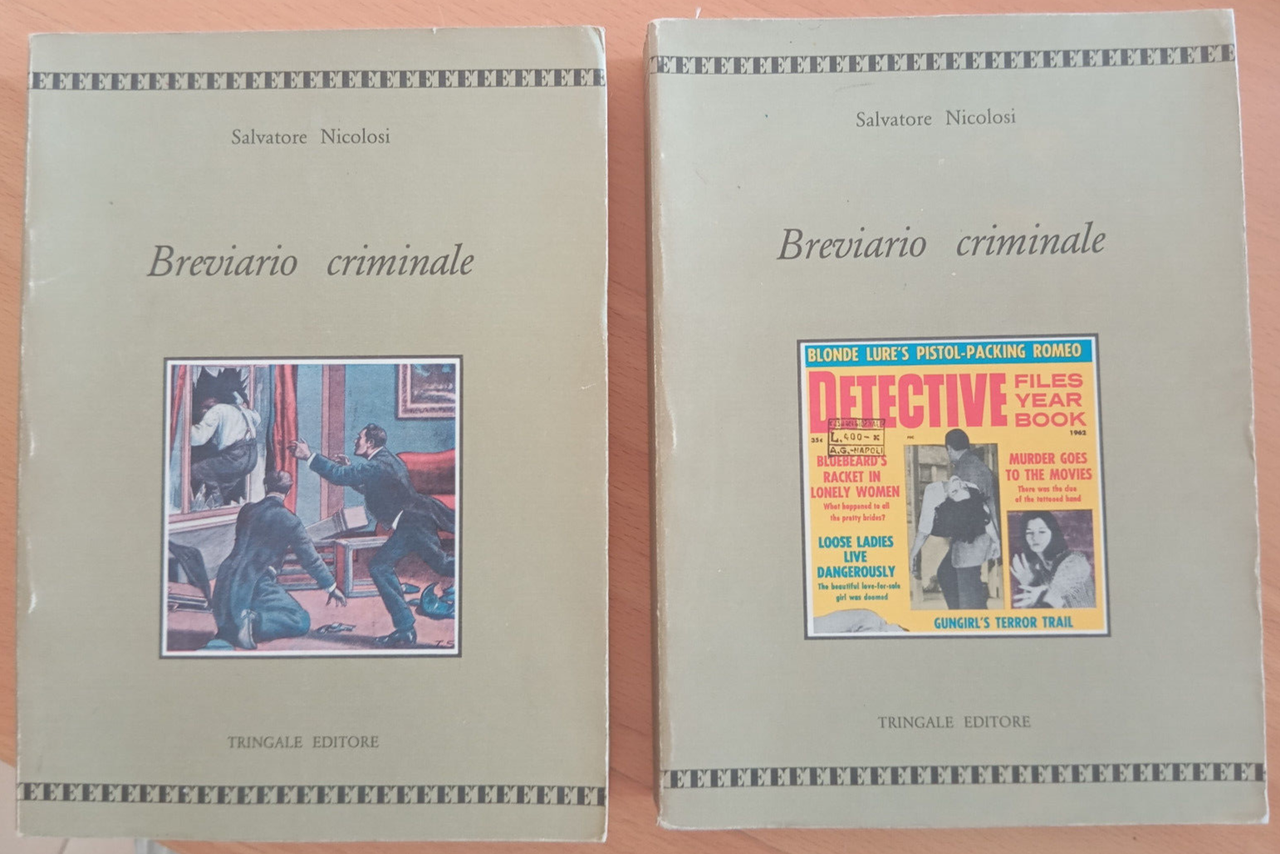 Salvatore Nicolosi
Breviario criminale
T.S
TRINGALE EDITORE
Salvatore Nicolosi
Breviario criminale
BLONDE LURE'S PISTOL-PACKING ROMEO
DETECTIVE
FILES
YEAR
BOOK
35¢
1962
L.400-
A.G.-NAPOLI
BLUEBEARD'S
RACKET IN
LONELY WOMEN
What happened to all
the pretty brides?
LOOSE LADIES
LIVE
DANGEROUSLY
The beautiful love-for-sale
girl was doomed
MURDER GOES
TO THE MOVIES
There was the clue
of the tattooed hand
GUNGIRL'S TERROR TRAIL
TRINGALE EDITORE